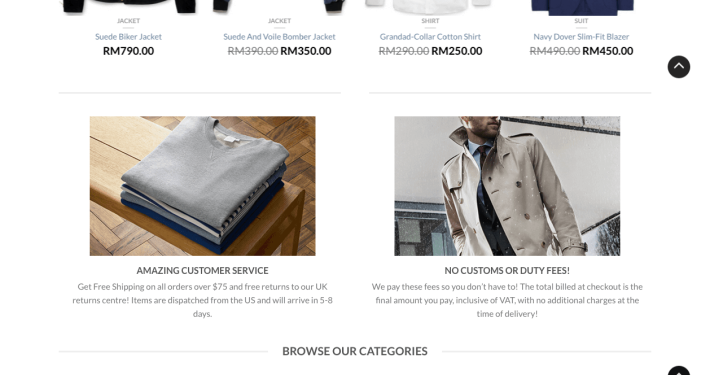 JACKET JACKET SHIRT SUIT
Suede Biker Jacket Suede And Voile Bomber Jacket Grandad-Collar Cotton Shirt Navy Dover Slim-Fit Blazer
RM790.00 RM390.00 RM350.00 RM290.00 RM250.00 RM490.00 RM450.00
AMAZING CUSTOMER SERVICE
Get Free Shipping on all orders over $75 and free returns to our UK
returns centre! Items are dispatched from the US and will arrive in 5-8
days.
NO CUSTOMS OR DUTY FEES!
We pay these fees so you don't have to! The total billed at checkout is the
final amount you pay, inclusive of VAT, with no additional charges at the
time of delivery!
BROWSE OUR CATEGORIES